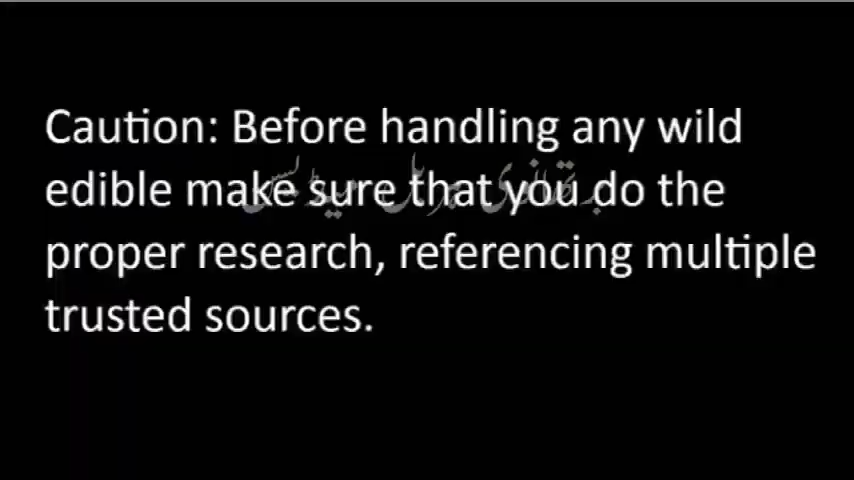 Caution: Before handling any wild
edible make sure that you do the
proper research, referencing multiple
trusted sources.